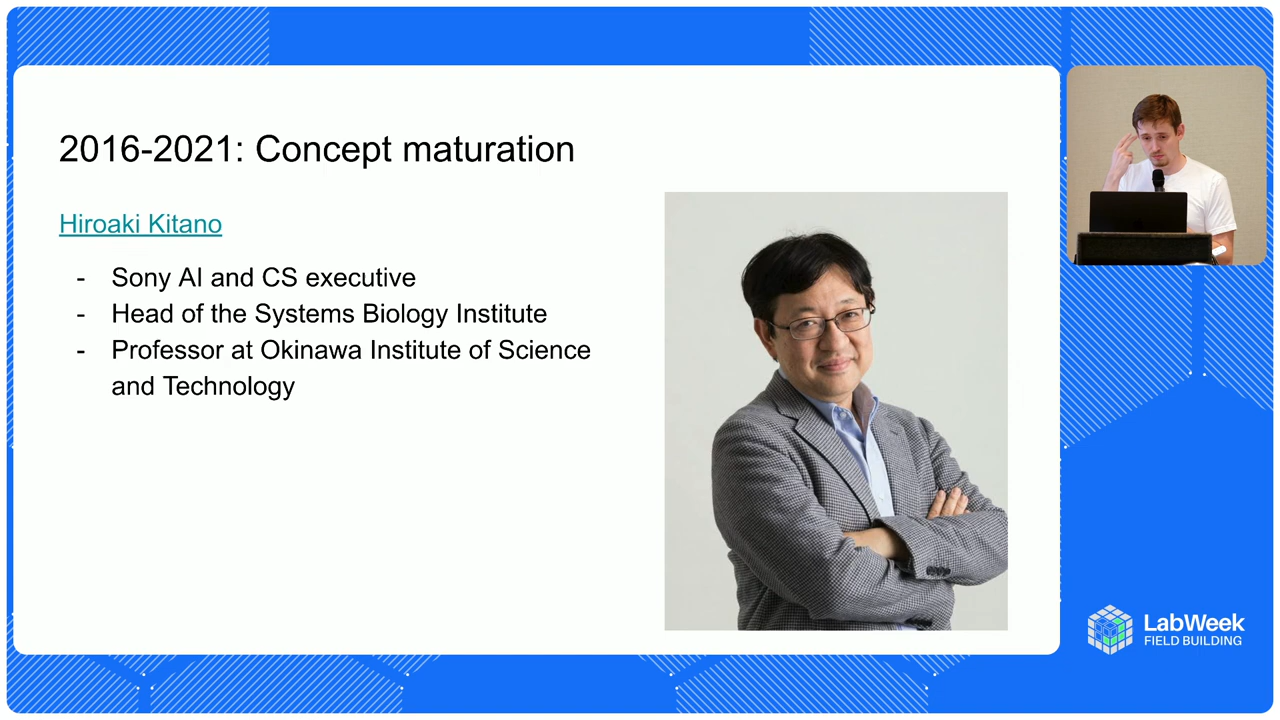 2016-2021: Concept maturation
Hiroaki Kitano
- Sony AI and CS executive
- Head of the Systems Biology Institute
- Professor at Okinawa Institute of Science
and Technology
LabWeek
FIELD BUILDING